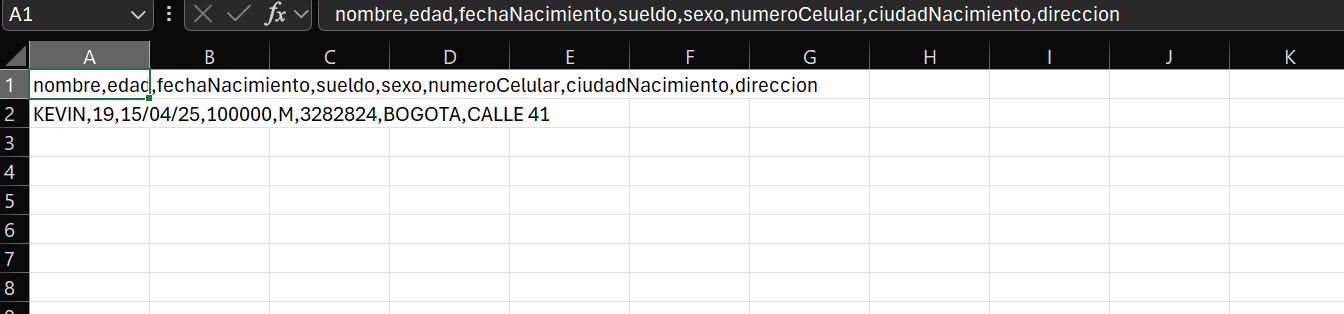 A1 fx nombre,edad,fechaNacimiento,sueldo,sexo,numeroCelular,ciudadNacimiento,direccion
A B C D E F G H I J K
1 nombre,edad,fechaNacimiento,sueldo,sexo,numeroCelular,ciudadNacimiento,direccion
2 KEVIN,19,15/04/25,100000,M,3282824,BOGOTA,CALLE 41
3
4
5
6
7
8